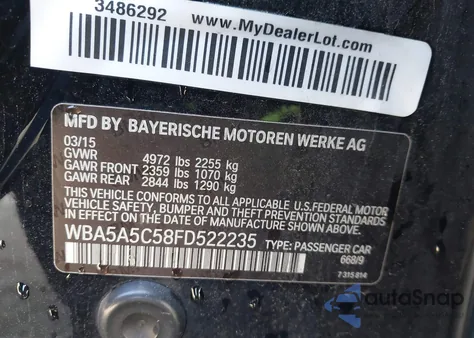 3486292
www.MyDealerLot.com
MFD BY BAYERISCHE MOTOREN WERKE AG
03/15
GVWR 4972 lbs 2255 kg
GAWR FRONT 2359 lbs 1070 kg
GAWR REAR 2844 lbs 1290 kg
THIS VEHICLE CONFORMS TO ALL APPLICABLE U.S.FEDERAL MOTOR
VEHICLE SAFETY, BUMPER AND THEFT PREVENTION STANDARDS
IN EFFECT ON THE DATE OF MANUFACTURE SHOWN ABOVE.
WBA5A5C58FD522235 TYPE: PASSENGER CAR
668/9
7 315 814
autoSnap